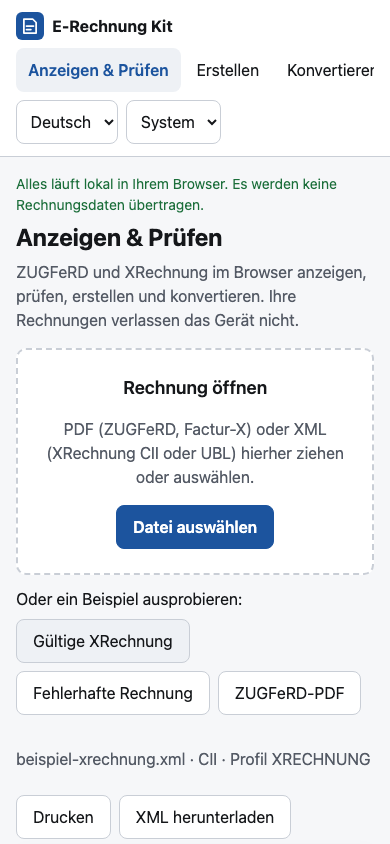 E-Rechnung Kit
Anzeigen & Prüfen Erstellen Konvertieren
Deutsch System
Alles läuft lokal in Ihrem Browser. Es werden keine
Rechnungsdaten übertragen.
Anzeigen & Prüfen
ZUGFeRD und XRechnung im Browser anzeigen,
prüfen, erstellen und konvertieren. Ihre
Rechnungen verlassen das Gerät nicht.
Rechnung öffnen
PDF (ZUGFeRD, Factur-X) oder XML
(XRechnung CII oder UBL) hierher ziehen
oder auswählen.
Datei auswählen
Oder ein Beispiel ausprobieren:
Gültige XRechnung
Fehlerhafte Rechnung ZUGFeRD-PDF
beispiel-xrechnung.xml · CII · Profil XRECHNUNG
Drucken XML herunterladen